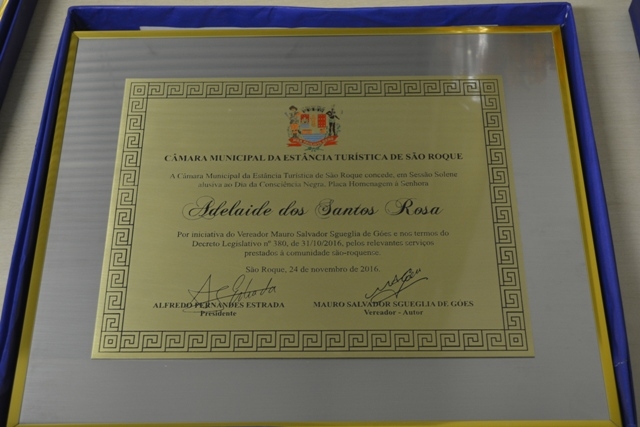 CÂMARA MUNICIPAL DA ESTÂNCIA TURÍSTICA DE SÃO ROQUE
A Câmara Municipal da Estância Turística de São Roque concede, em Sessão Solene
alusiva ao Dia da Consciência Negra, Placa Homenagem a Senhora
Adelaide dos Santos Rosa
Por iniciativa do Vereador Mauro Salvador Sgueglia de Góes e nos termos do
Decreto Legislativo nº 380, de 31/10/2016, pelos relevantes serviços
prestados à comunidade são-roquense.
São Roque, 24 de novembro de 2016.
ALFREDO FERNANDES ESTRADA
Presidente
MAURO SALVADOR SGUEGLIA DE GÓES
Vereador - Autor